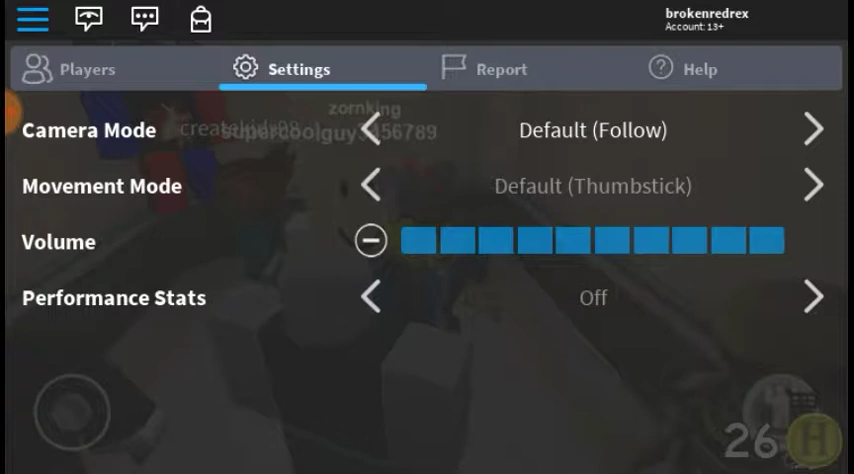 brokenredrex
Account: 13+
Players
Settings
Report
Help
zornking
supercoolguy3456789
Camera Mode
Default (Follow)
Movement Mode
Default (Thumbstick)
Volume
Performance Stats
Off
26
H